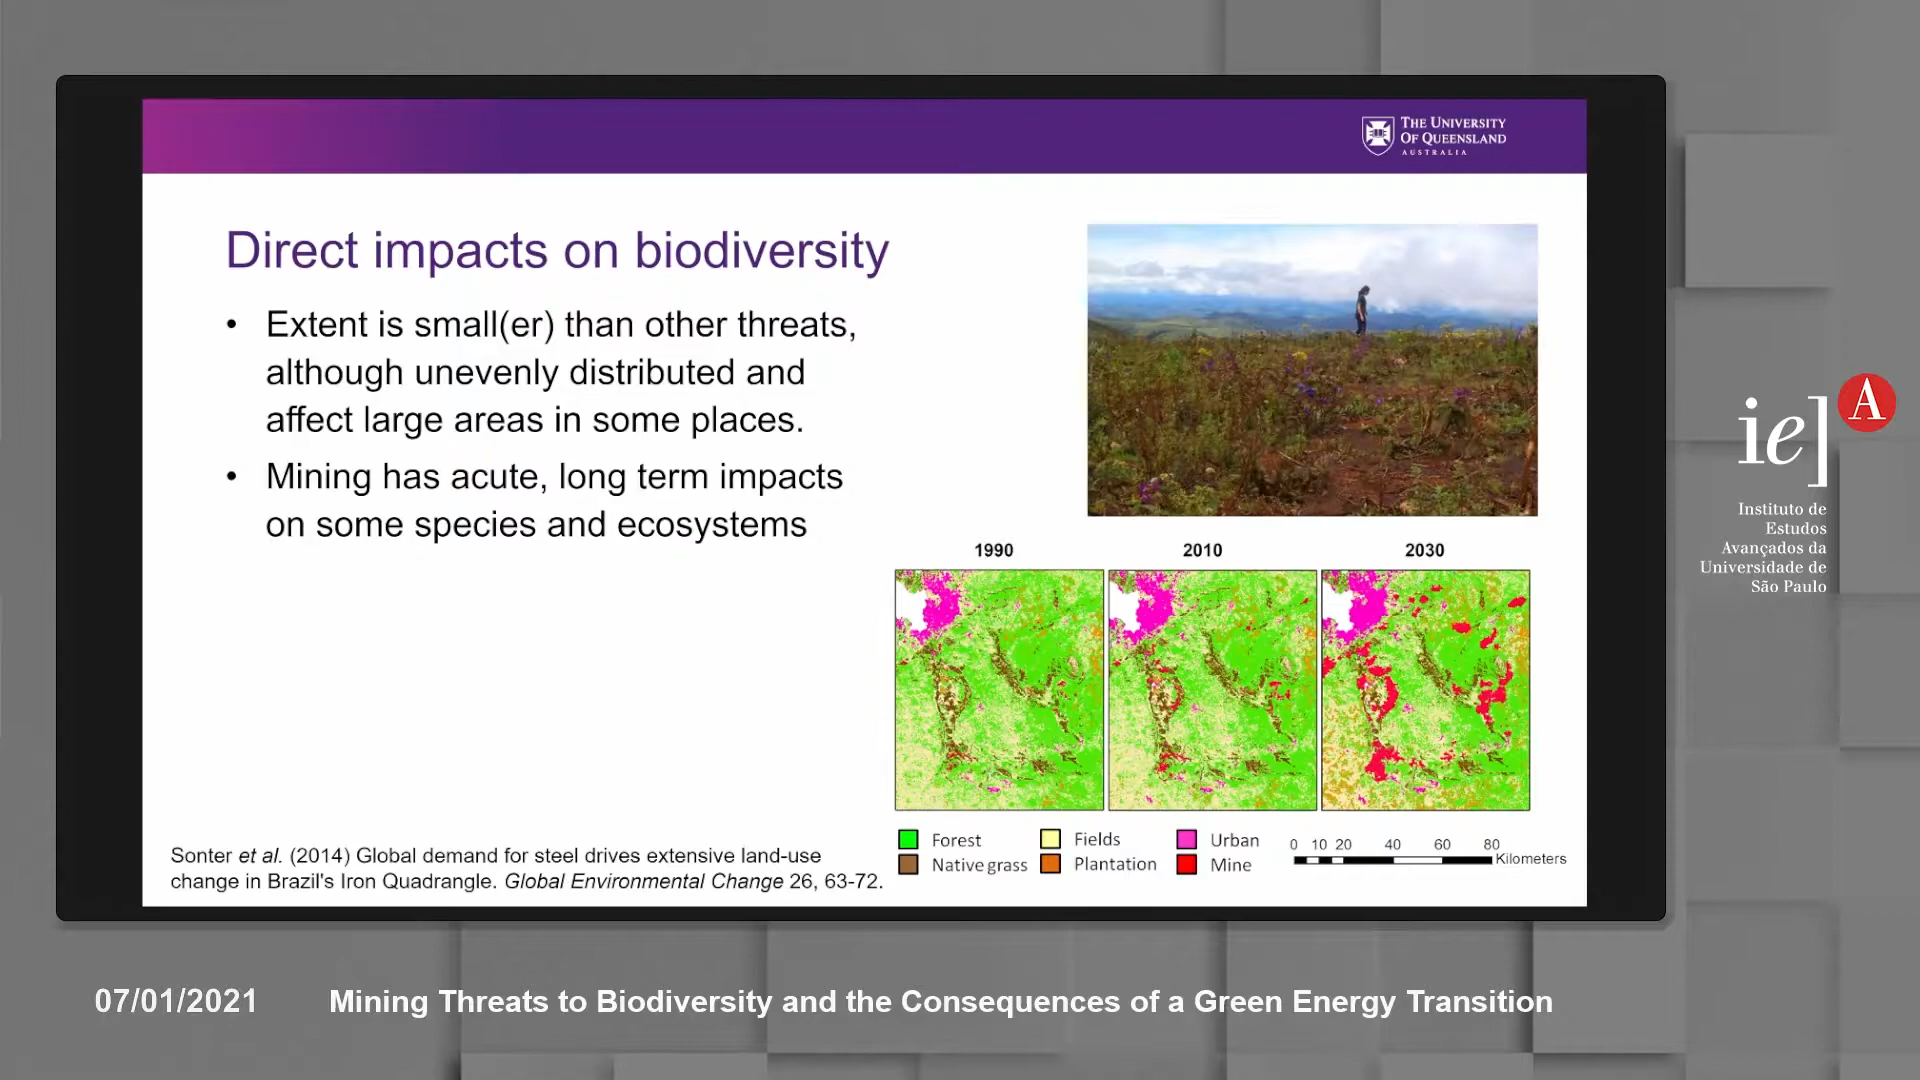 THE UNIVERSITY
OF QUEENSLAND
AUSTRALIA
Direct impacts on biodiversity
• Extent is small(er) than other threats,
although unevenly distributed and
affect large areas in some places.
• Mining has acute, long term impacts
on some species and ecosystems
1990 2010 2030
Forest Fields Urban
Native grass Plantation Mine
0 10 20 40 60 80
Kilometers
Sonter et al. (2014) Global demand for steel drives extensive land-use
change in Brazil's Iron Quadrangle. Global Environmental Change 26, 63-72.
ie] A
Instituto de
Estudos
Avançados da
Universidade de
São Paulo
07/01/2021 Mining Threats to Biodiversity and the Consequences of a Green Energy Transition